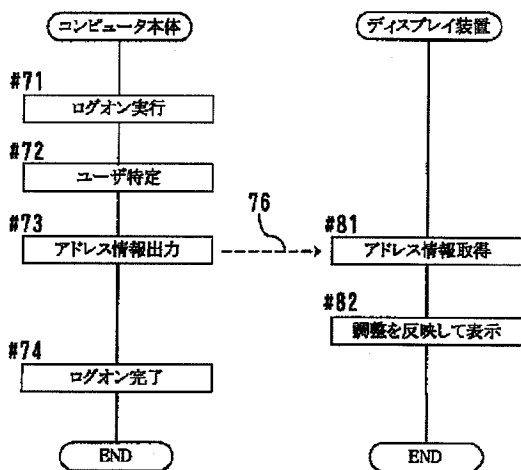 コンピュータ本体
ディスプレイ装置
#71
ログオン実行
#72
ユーザ特定
#73
アドレス情報出力
76
#81
アドレス情報取得
#82
調整を反映して表示
#74
ログオン完了
END
END